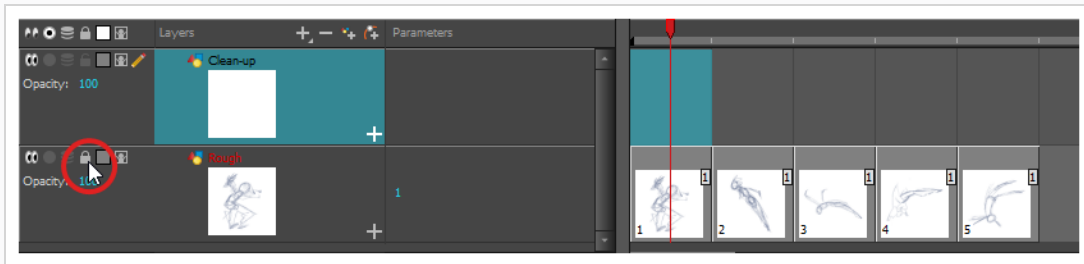 Layers Parameters
Clean-up
Opacity: 100
Rough
Opacity: 100
1
1 1 1 1 1
1 2 3 4 5